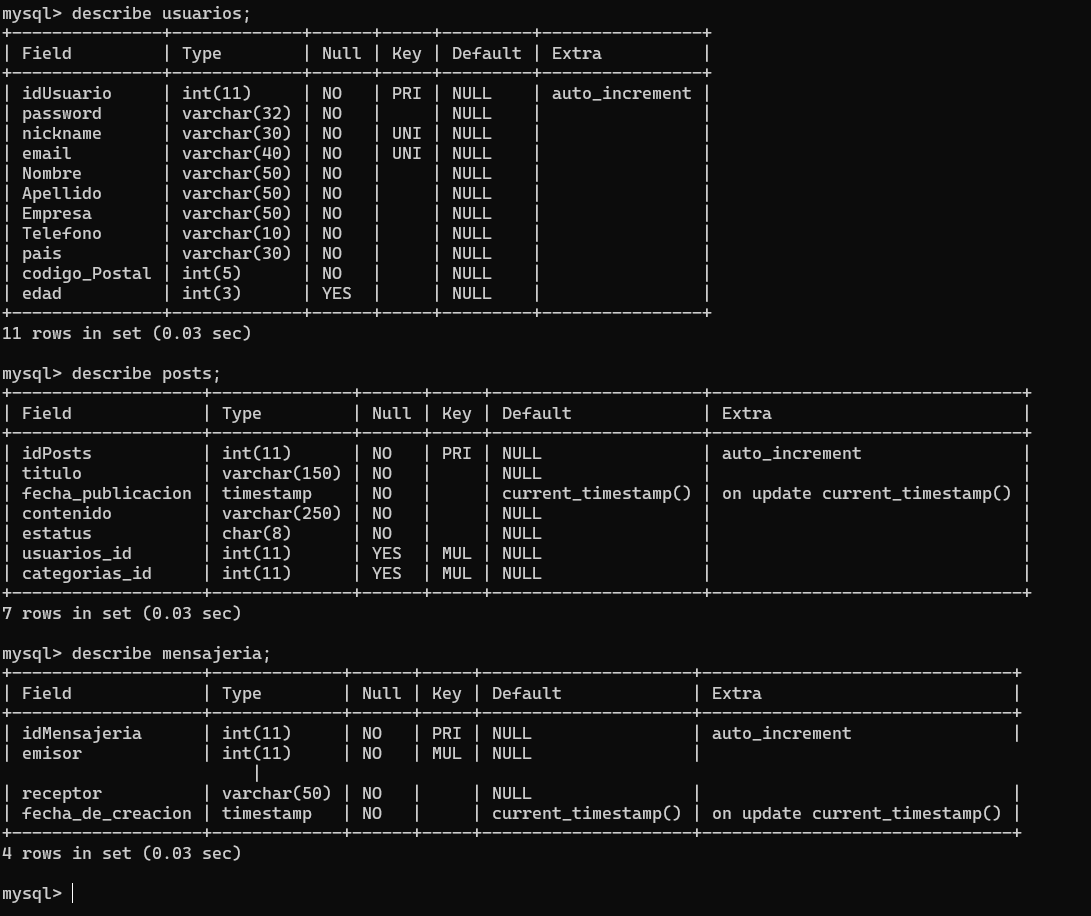 mysql> describe usuarios;
+---------------+-------------+------+-----+---------+----------------+
| Field         | Type        | Null | Key | Default | Extra          |
+---------------+-------------+------+-----+---------+----------------+
| idUsuario     | int(11)     | NO   | PRI | NULL    | auto_increment |
| password      | varchar(32) | NO   |     | NULL    |                |
| nickname      | varchar(30) | NO   | UNI | NULL    |                |
| email         | varchar(40) | NO   | UNI | NULL    |                |
| Nombre        | varchar(50) | NO   |     | NULL    |                |
| Apellido      | varchar(50) | NO   |     | NULL    |                |
| Empresa       | varchar(50) | NO   |     | NULL    |                |
| Telefono      | varchar(10) | NO   |     | NULL    |                |
| pais          | varchar(30) | NO   |     | NULL    |                |
| codigo_Postal | int(5)      | NO   |     | NULL    |                |
| edad          | int(3)      | YES  |     | NULL    |                |
+---------------+-------------+------+-----+---------+----------------+
11 rows in set (0.03 sec)

mysql> describe posts;
+-------------------+--------------+------+-----+---------------------+-------------------------------+
| Field             | Type         | Null | Key | Default             | Extra                         |
+-------------------+--------------+------+-----+---------------------+-------------------------------+
| idPosts           | int(11)      | NO   | PRI | NULL                | auto_increment                |
| titulo            | varchar(150) | NO   |     | NULL                |                               |
| fecha_publicacion | timestamp    | NO   |     | current_timestamp() | on update current_timestamp() |
| contenido         | varchar(250) | NO   |     | NULL                |                               |
| estatus           | char(8)      | NO   |     | NULL                |                               |
| usuarios_id       | int(11)      | YES  | MUL | NULL                |                               |
| categorias_id     | int(11)      | YES  | MUL | NULL                |                               |
+-------------------+--------------+------+-----+---------------------+-------------------------------+
7 rows in set (0.03 sec)

mysql> describe mensajeria;
+-------------------+-------------+------+-----+---------------------+-------------------------------+
| Field             | Type        | Null | Key | Default             | Extra                         |
+-------------------+-------------+------+-----+---------------------+-------------------------------+
| idMensajeria      | int(11)     | NO   | PRI | NULL                | auto_increment                |
| emisor            | int(11)     | NO   | MUL | NULL                |
                         |
| receptor          | varchar(50) | NO   |     | NULL                |                               |
| fecha_de_creacion | timestamp   | NO   |     | current_timestamp() | on update current_timestamp() |
+-------------------+-------------+------+-----+---------------------+-------------------------------+
4 rows in set (0.03 sec)

mysql>